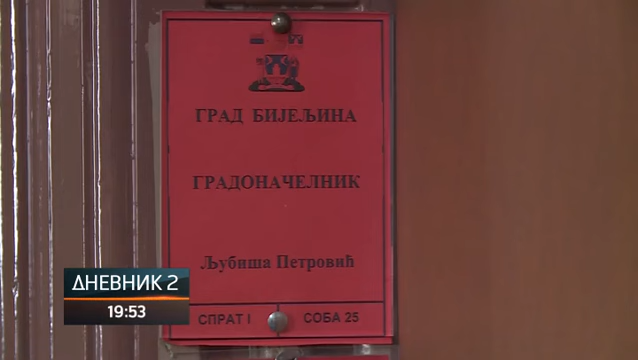 ГРАД БИЈЕЉИНА
ГРАДОНАЧЕЛНИК
Љубиша Петровић
СПРАТ I СОБА 25
ДНЕВНИК 2
19:53